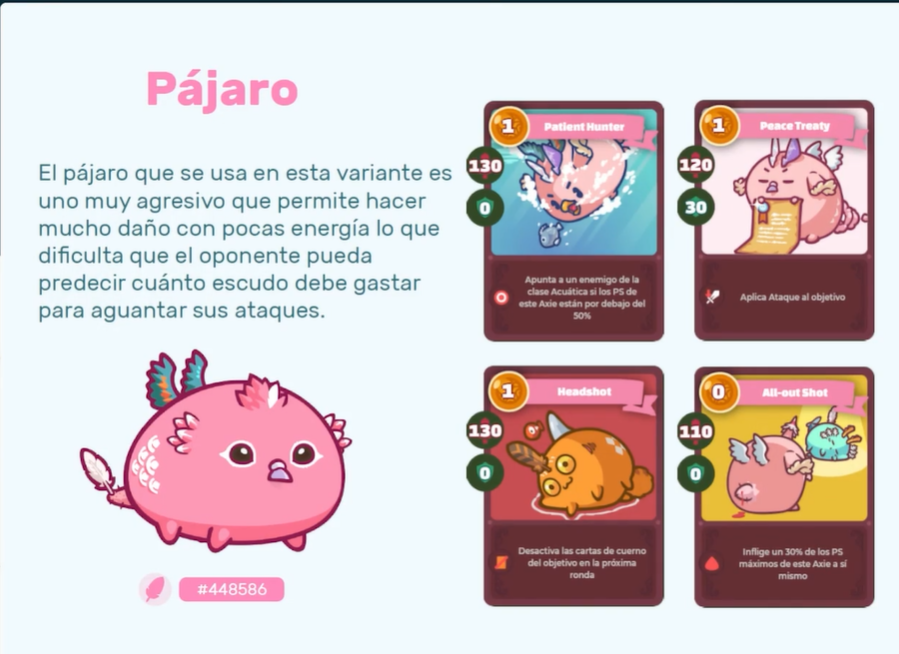 Pájaro
El pájaro que se usa en esta variante es
uno muy agresivo que permite hacer
mucho daño con pocas energía lo que
dificulta que el oponente pueda
predecir cuánto escudo debe gastar
para aguantar sus ataques.
#448586
1
Patient Hunter
130
0
Apunta a un enemigo de la
clase Acuática si los PS de
este Axie están por debajo del
50%
1
Peace Treaty
120
30
Aplica Ataque al objetivo
1
Headshot
130
0
Desactiva las cartas de cuerno
del objetivo en la próxima
ronda
0
All-out Shot
110
0
Inflige un 30% de los PS
máximos de este Axie a sí
mismo